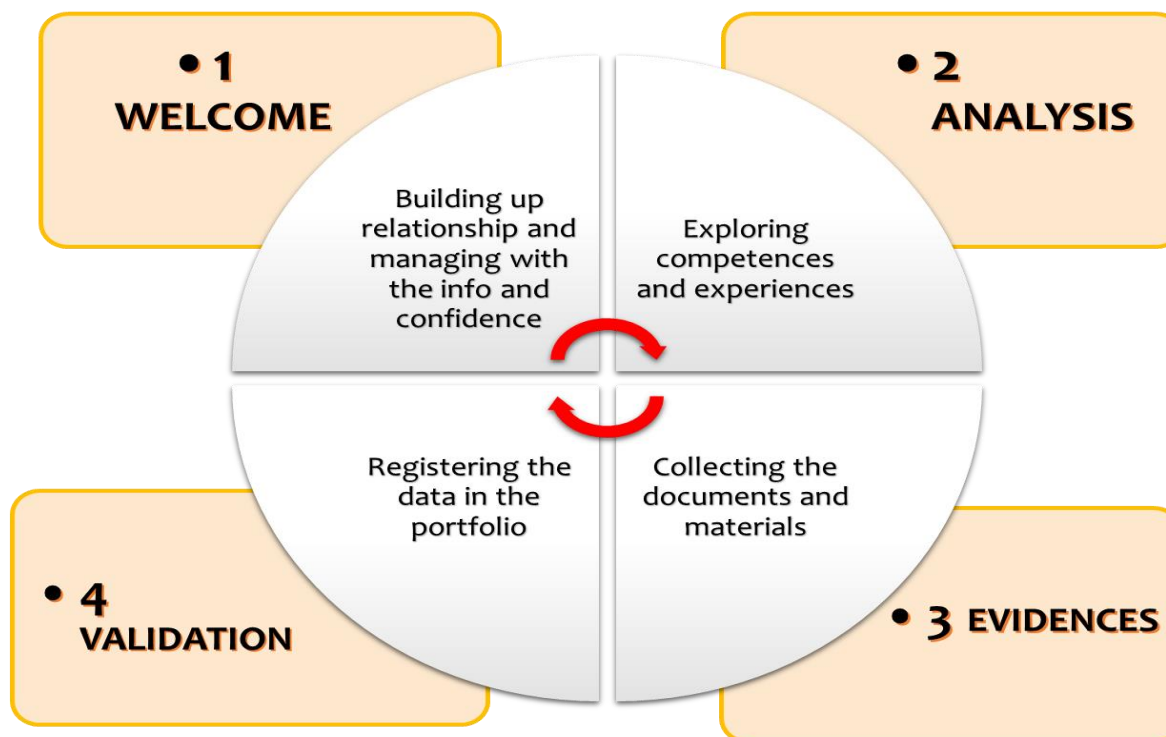 • 1
WELCOME
Building up
relationship and
managing with
the info and
confidence
• 2
ANALYSIS
Exploring
competences
and experiences
• 3 EVIDENCES
Collecting the
documents and
materials
• 4
VALIDATION
Registering the
data in the
portfolio